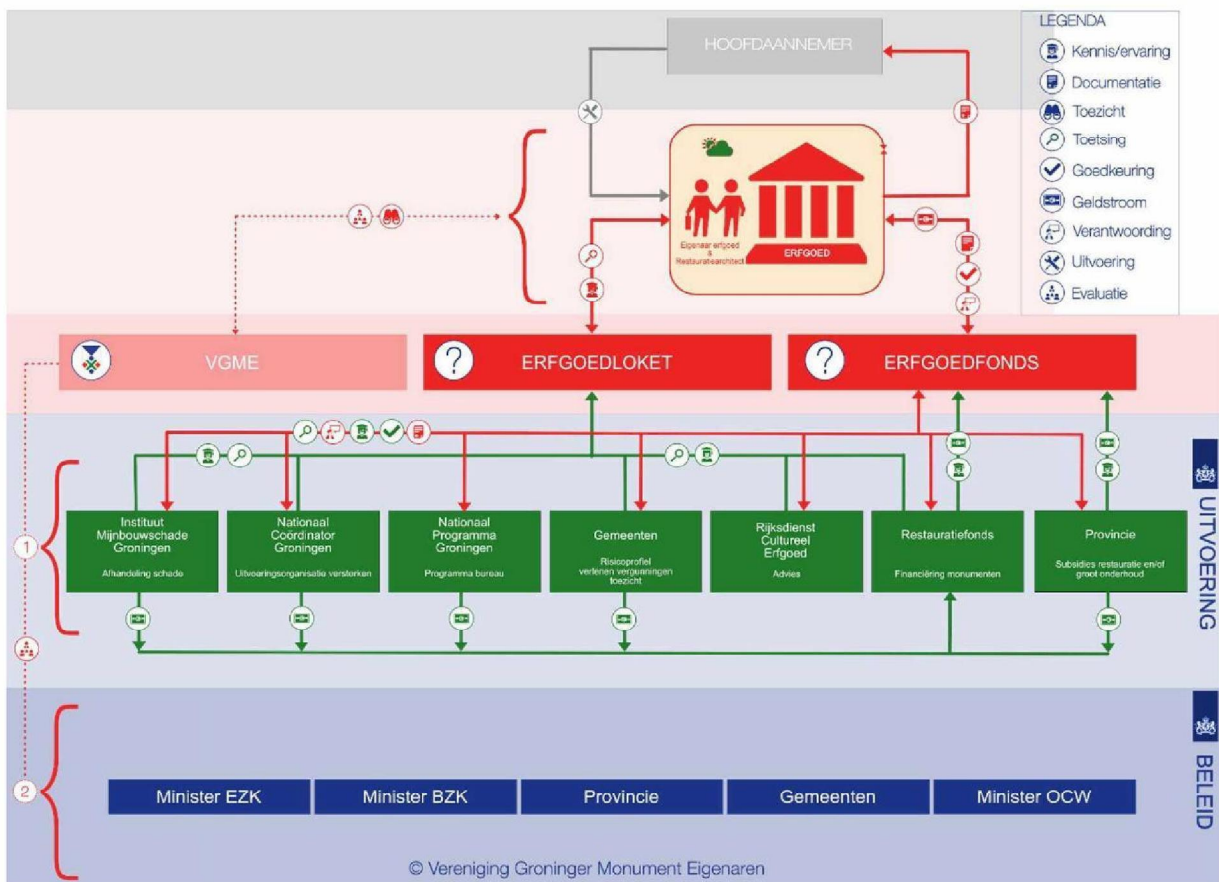 HOOFDAANNEMER
LEGENDA
Kennis/ervaring
Documentatie
Toezicht
Toetsing
Goedkeuring
Geldstroom
Verantwoording
Uitvoering
Evaluatie
Eigenaar erfgoed
&
Restauratiearchitect
ERFGOED
VGME
?
ERFGOEDLOKET
?
ERFGOEDFONDS
1
Instituut
Mijnbouwschade
Groningen
Afhandeling schade
Nationaal
Coördinator
Groningen
Uitvoeringsorganisatie versterken
Nationaal
Programma
Groningen
Programma bureau
Gemeenten
Risicoprofiel
verlenen vergunningen
toezicht
Rijksdienst
Cultureel
Erfgoed
Advies
Restauratiefonds
Financiëring monumenten
Provincie
Subsidies restauratie en/of
groot onderhoud
UITVOERING
2
Minister EZK
Minister BZK
Provincie
Gemeenten
Minister OCW
BELEID
© Vereniging Groninger Monument Eigenaren